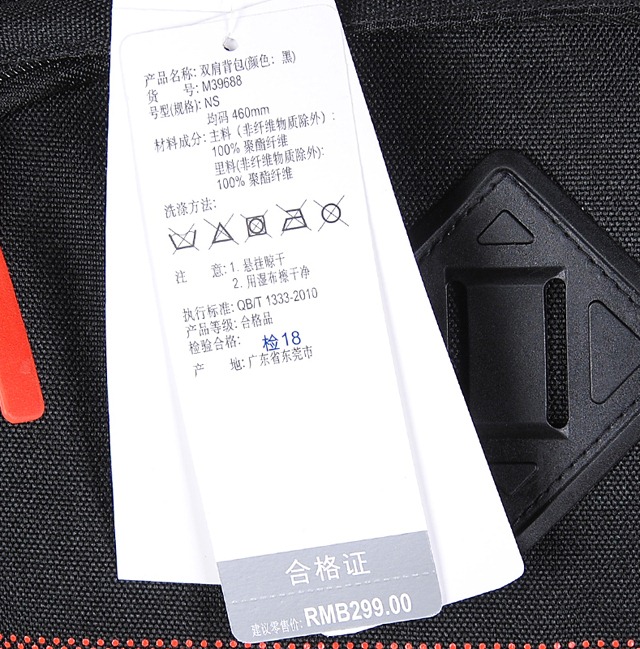 产品名称: 双肩背包(颜色：黑)
货 号: M39688
号型(规格): NS
均码 460mm
材料成分: 主料（非纤维物质除外）:
100% 聚酯纤维
里料(非纤维物质除外):
100% 聚酯纤维
洗涤方法:
注 意: 1. 悬挂晾干
2. 用湿布擦干净
执行标准: QB/T 1333-2010
产品等级: 合格品
检验合格: 检18
产 地: 广东省东莞市
合格证
建议零售价: RMB299.00